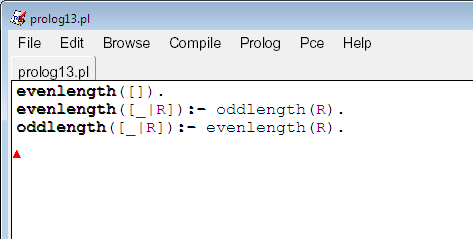 prolog13.pl
File Edit Browse Compile Prolog Pce Help
prolog13.pl
evenlength([]).
evenlength([_|R]):- oddlength(R).
oddlength([_|R]):- evenlength(R).